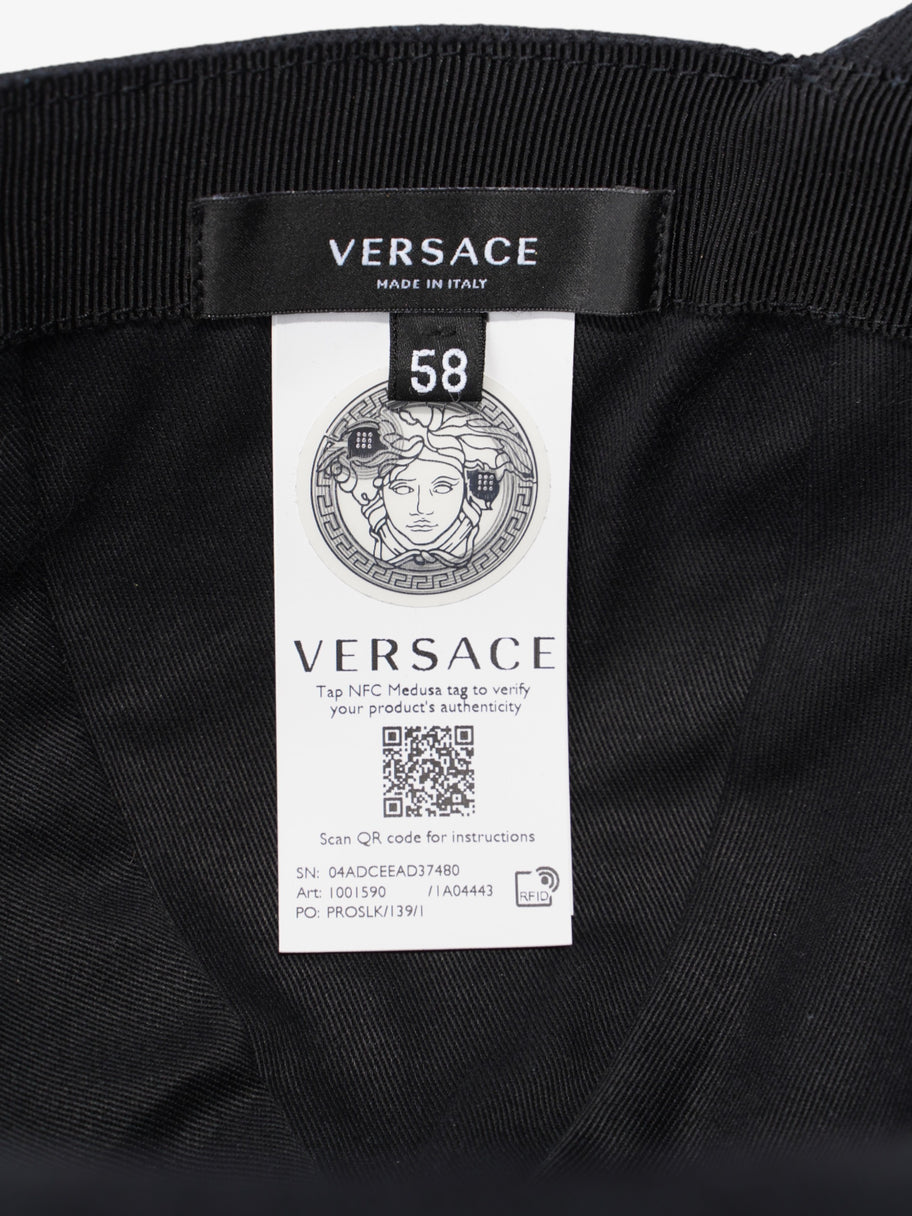 VERSACE
MADE IN ITALY
58
VERSACE
Tap NFC Medusa tag to verify
your product's authenticity
Scan QR code for instructions
SN: 04ADCEEAD37480
Art: 1001590 /1A04443
PO: PROSLK/139/1
RFID